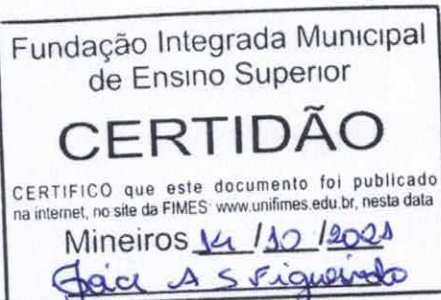 Fundação Integrada Municipal
de Ensino Superior
CERTIDÃO
CERTIFICO que este documento foi publicado
na internet, no site da FIMES: www.unifimes.edu.br, nesta data
Mineiros 14 / 10 / 2021
A S Figueiredo